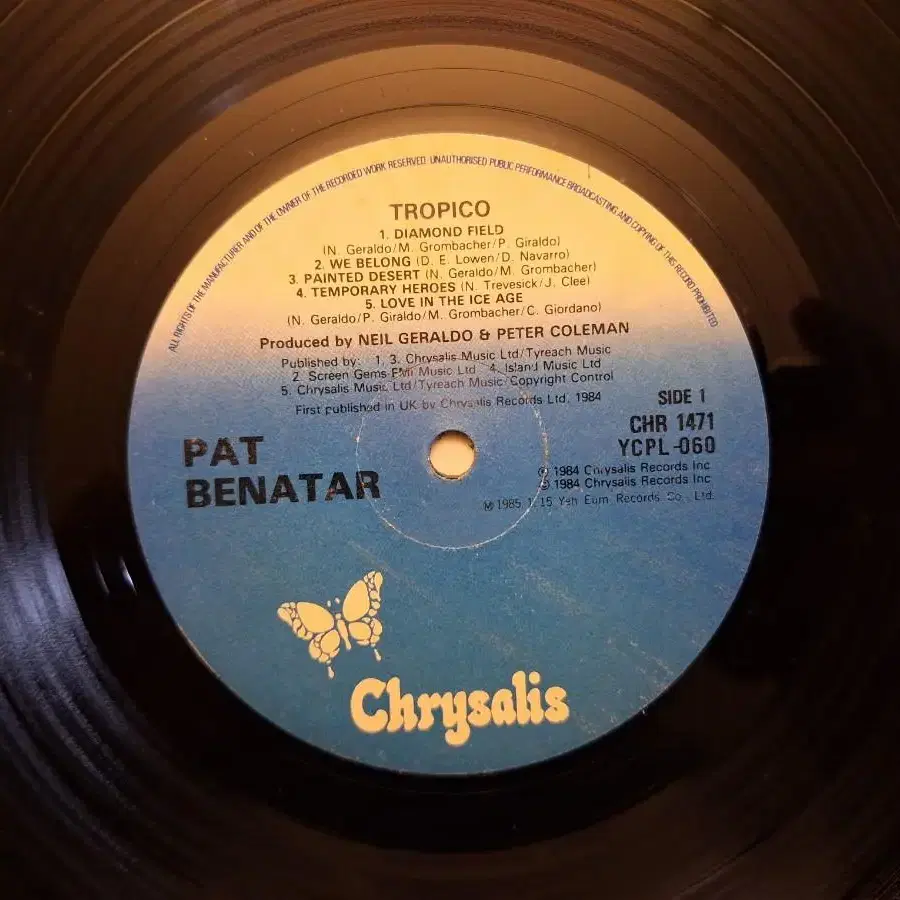 ALL RIGHTS OF THE MANUFACTURER AND OF THE OWNER OF THE RECORDED WORK RESERVED UNAUTHORISED PUBLIC PERFORMANCE BROADCASTING AND COPYING OF THIS RECORD PROHIBITED
TROPICO
1. DIAMOND FIELD
(N. Geraldo/M. Grombacher/P. Giraldo)
2. WE BELONG (D. E. Lowen/D. Navarro)
3. PAINTED DESERT (N. Geraldo/M. Grombacher)
4. TEMPORARY HEROES (N. Trevesick/J. Clee)
5. LOVE IN THE ICE AGE
(N. Geraldo/P. Giraldo/M. Grombacher/C. Giordano)
Produced by NEIL GERALDO & PETER COLEMAN
Published by: 1, 3. Chrysalis Music Ltd/Tyreach Music
2. Screen Gems-EMI Music Ltd 4. Island Music Ltd
5. Chrysalis Music Ltd/Tyreach Music Copyright Control
First published in UK by Chrysalis Records Ltd. 1984
SIDE 1
CHR 1471
YCPL-060
PAT
BENATAR
℗ 1984 Chrysalis Records Inc
© 1984 Chrysalis Records Inc
Ⓜ 1985. 1. 15 Yeh Eum Records Co., Ltd.
Chrysalis